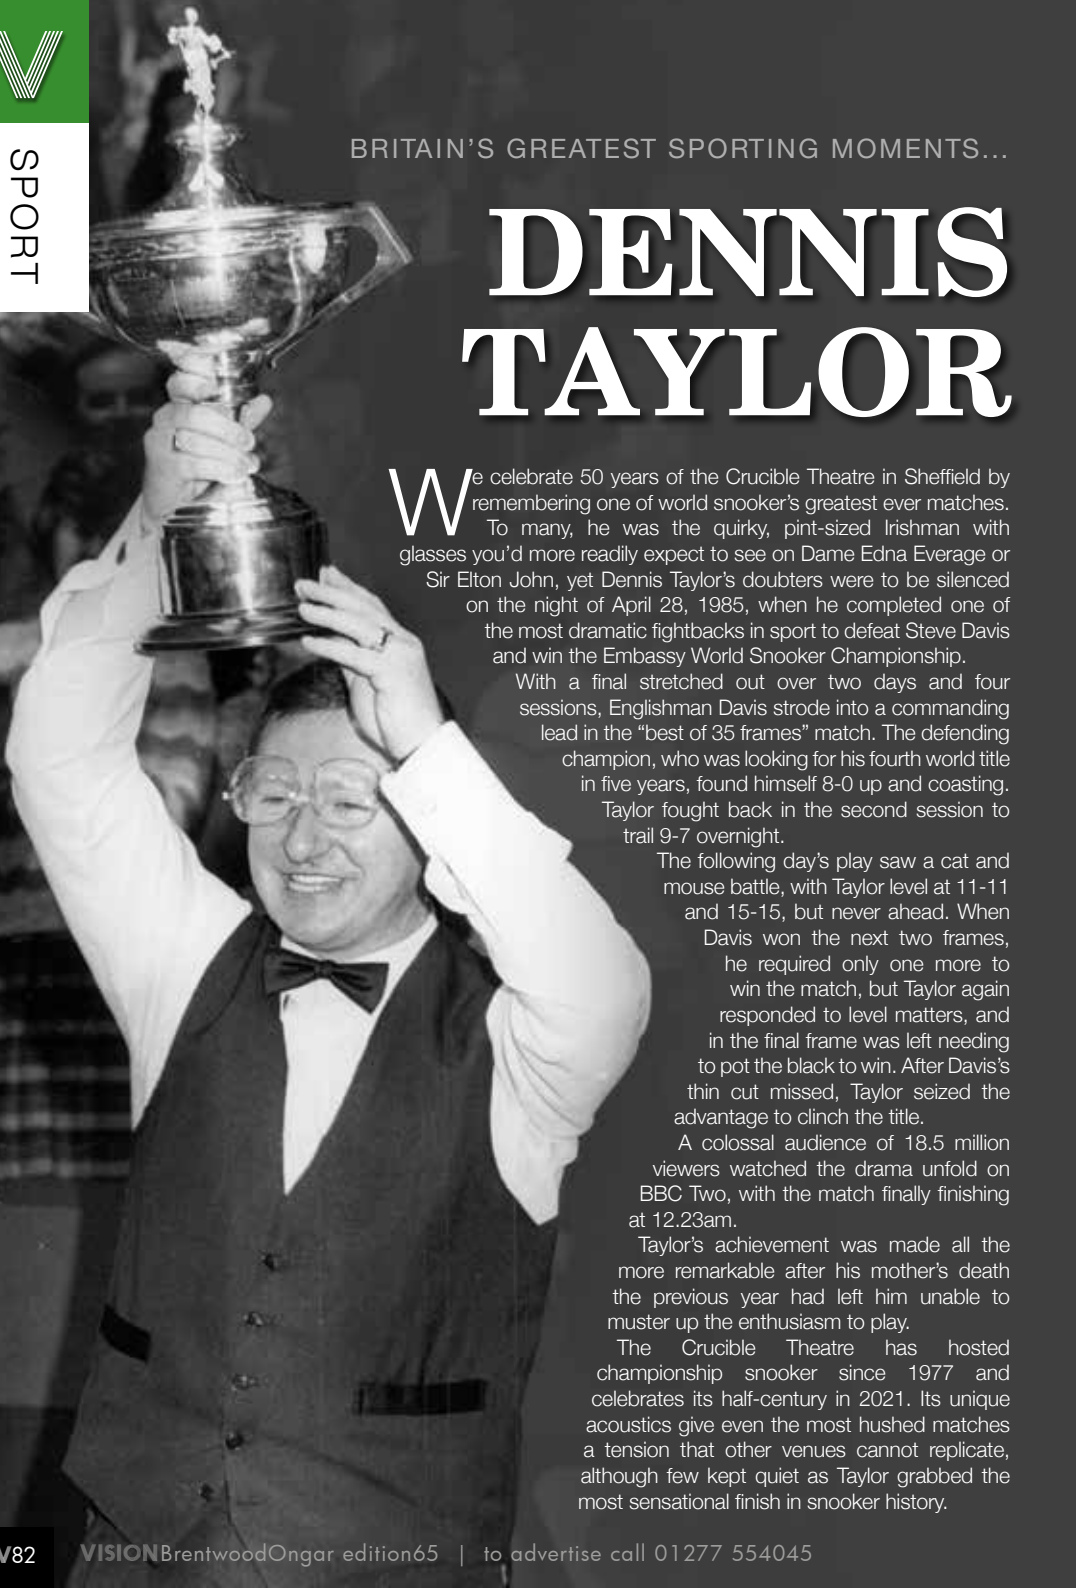 V
SPORT
BRITAIN'S GREATEST SPORTING MOMENTS...
DENNIS
TAYLOR
We celebrate 50 years of the Crucible Theatre in Sheffield by
remembering one of world snooker's greatest ever matches.
To many, he was the quirky, pint-sized Irishman with
glasses you'd more readily expect to see on Dame Edna Everage or
Sir Elton John, yet Dennis Taylor's doubters were to be silenced
on the night of April 28, 1985, when he completed one of
the most dramatic fightbacks in sport to defeat Steve Davis
and win the Embassy World Snooker Championship.
With a final stretched out over two days and four
sessions, Englishman Davis strode into a commanding
lead in the “best of 35 frames” match. The defending
champion, who was looking for his fourth world title
in five years, found himself 8-0 up and coasting.
Taylor fought back in the second session to
trail 9-7 overnight.
The following day's play saw a cat and
mouse battle, with Taylor level at 11-11
and 15-15, but never ahead. When
Davis won the next two frames,
he required only one more to
win the match, but Taylor again
responded to level matters, and
in the final frame was left needing
to pot the black to win. After Davis's
thin cut missed, Taylor seized the
advantage to clinch the title.
A colossal audience of 18.5 million
viewers watched the drama unfold on
BBC Two, with the match finally finishing
at 12.23am.
Taylor's achievement was made all the
more remarkable after his mother's death
the previous year had left him unable to
muster up the enthusiasm to play.
The Crucible Theatre has hosted
championship snooker since 1977 and
celebrates its half-century in 2021. Its unique
acoustics give even the most hushed matches
a tension that other venues cannot replicate,
although few kept quiet as Taylor grabbed the
most sensational finish in snooker history.
V82 VISIONBrentwoodOngar edition65 | to advertise call 01277 554045